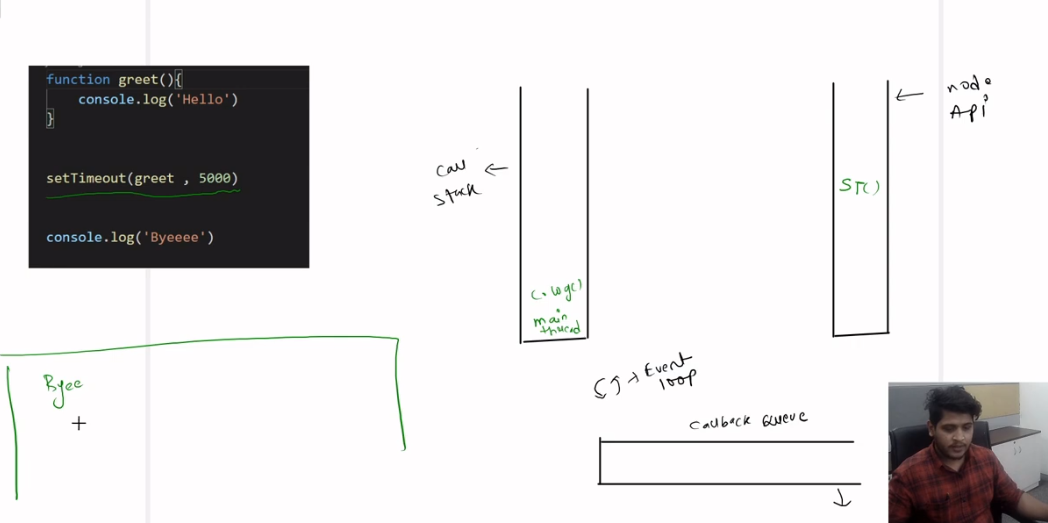 function greet(){
    console.log('Hello')
}
setTimeout(greet , 5000)
console.log('Byeeee')
call
stack
C.log()
main
thread
node
Api
ST()
Event
loop
Callback Queue
Byee